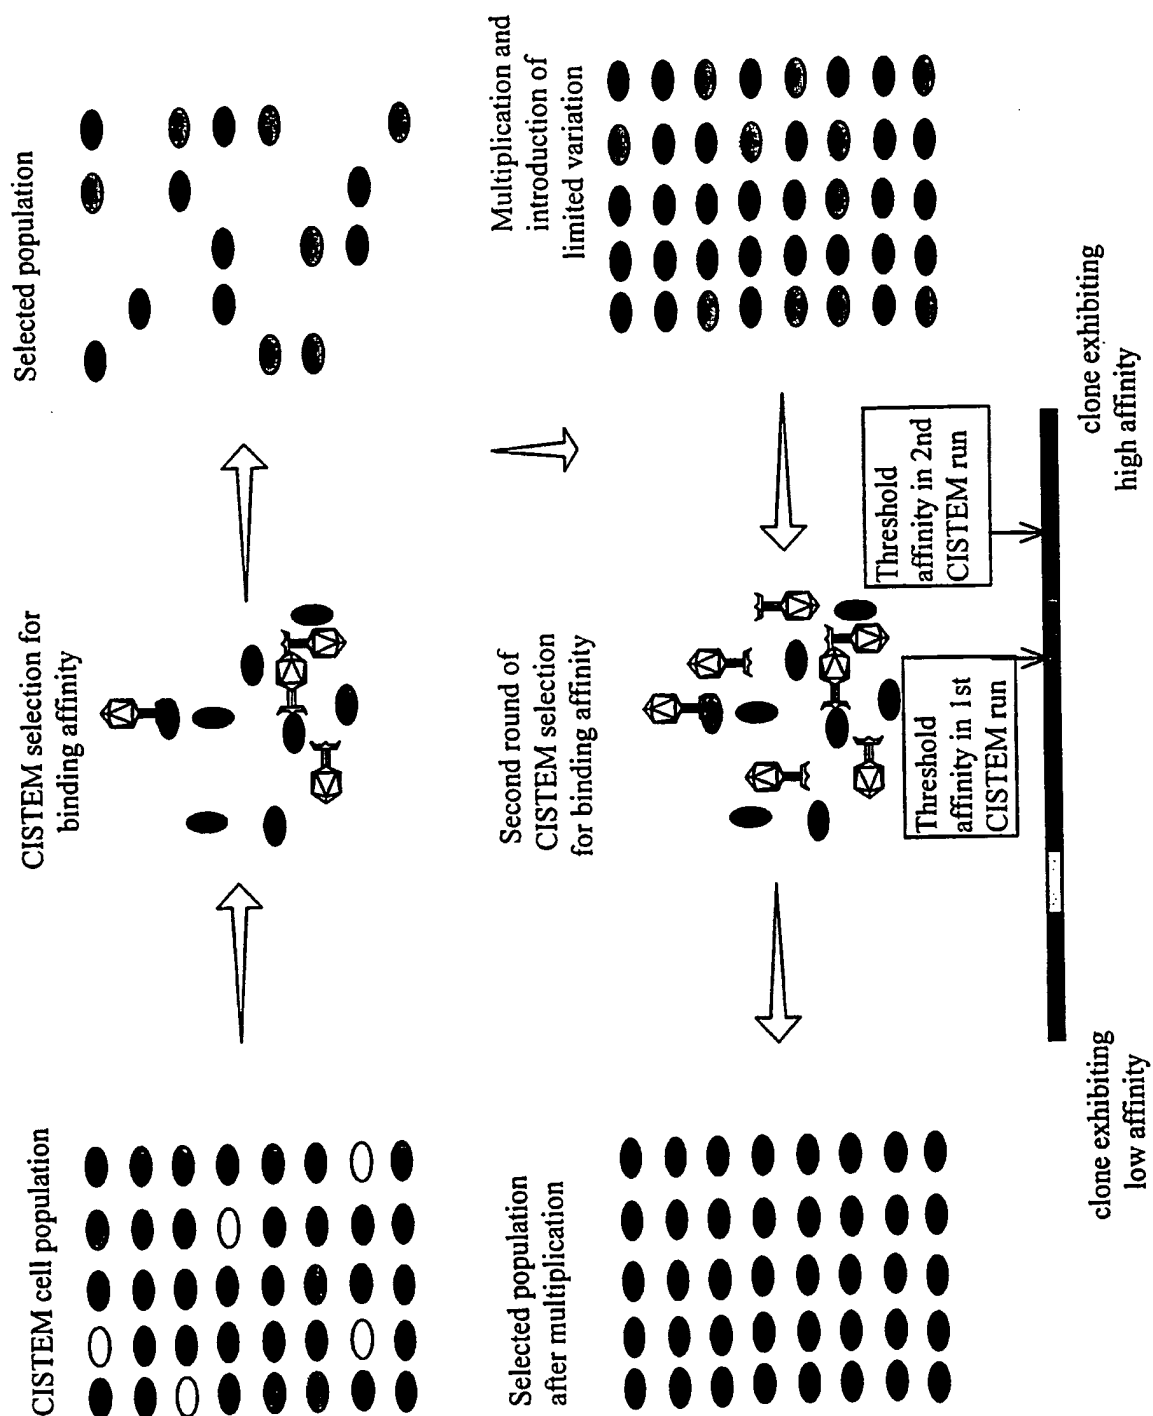 CISTEM cell population
CISTEM selection for
binding affinity
Selected population
Selected population
after multiplication
Second round of
CISTEM selection
for binding affinity
Multiplication and
introduction of
limited variation
Threshold
affinity in 1st
CISTEM run
Threshold
affinity in 2nd
CISTEM run
clone exhibiting
low affinity
clone exhibiting
high affinity